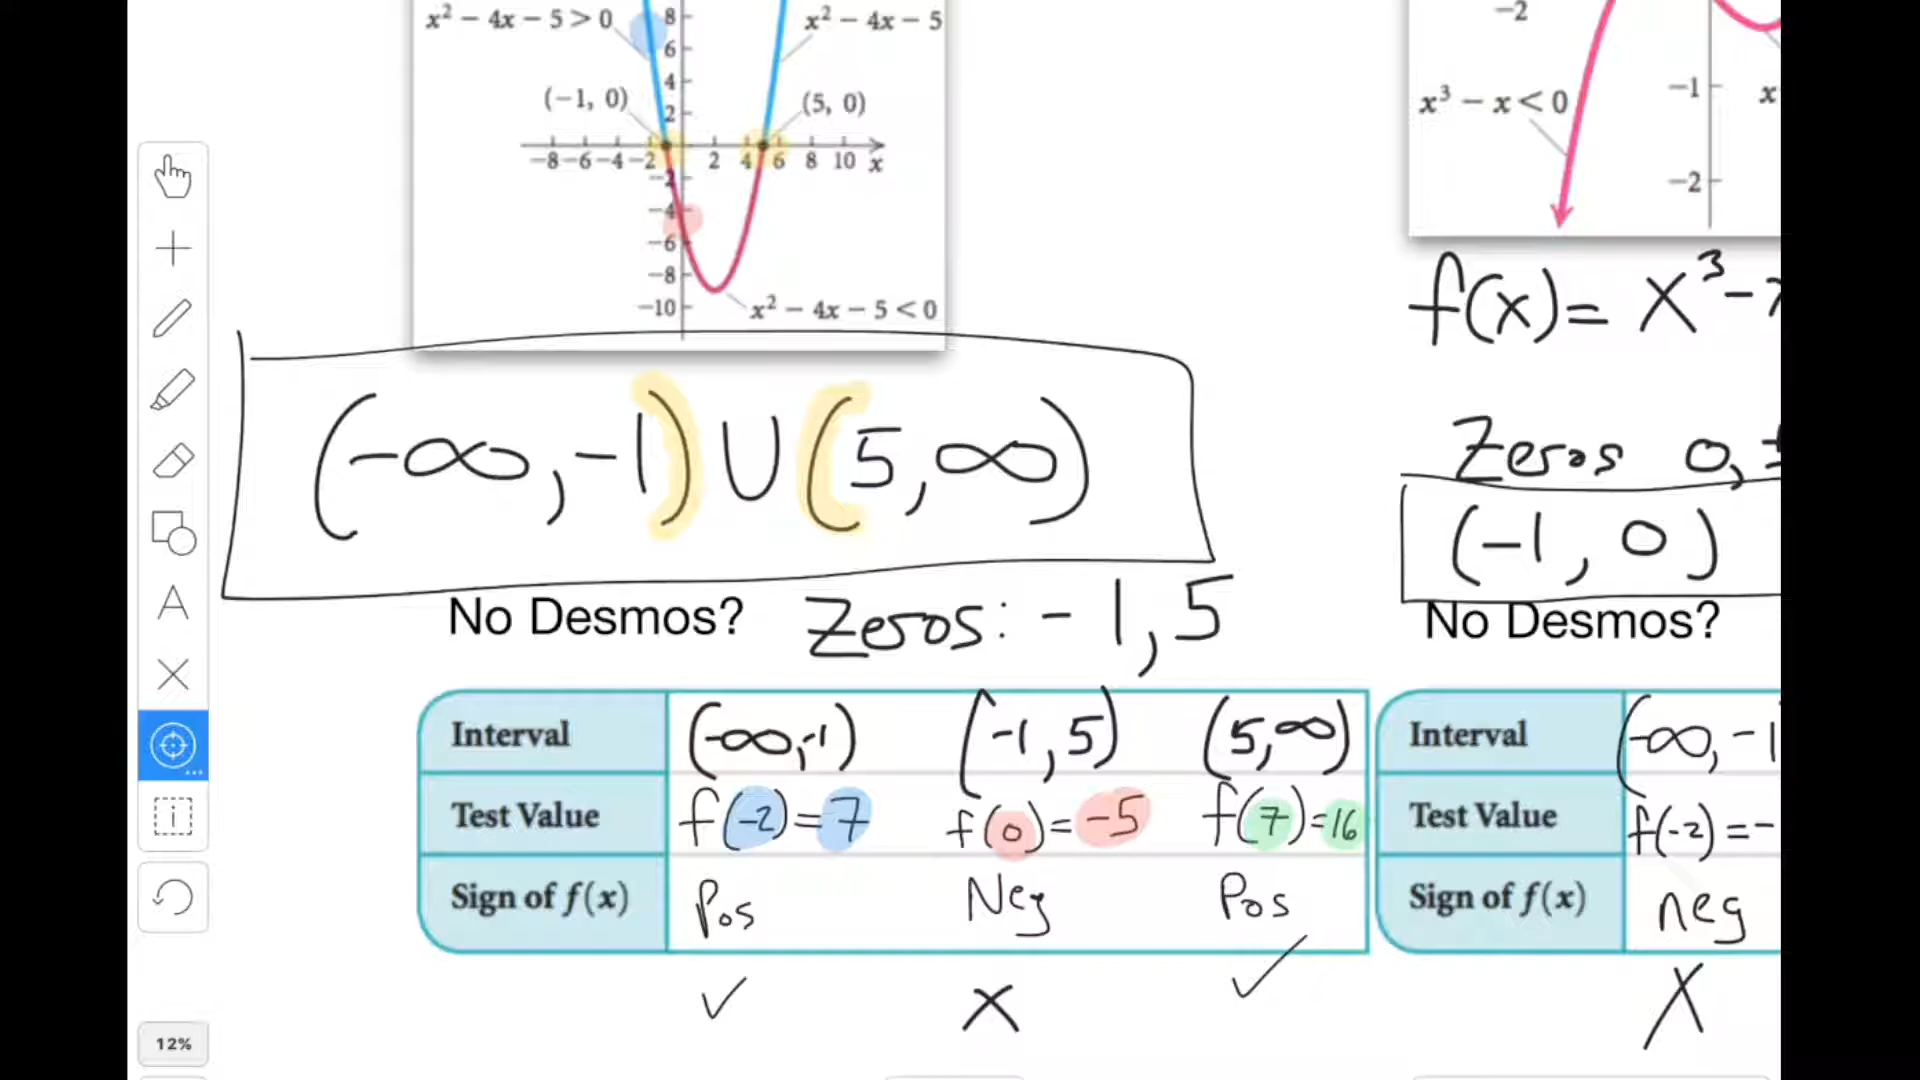 x² − 4x − 5 > 0
x² − 4x − 5
8
6
4
2
(−1, 0)
(5, 0)
−8 −6 −4 −2 2 4 6 8 10 x
−2
−4
−6
−8
−10
x² − 4x − 5 < 0
(-∞, -1) ∪ (5, ∞)
No Desmos? Zeros: -1, 5
Interval (-∞, -1) (-1, 5) (5, ∞)
Test Value f(-2) = 7 f(0) = -5 f(7) = 16
Sign of f(x) Pos Neg Pos
✓ X ✓
−2
x³ − x < 0
−1
x
−2
f(x) = x³ -
Zeros 0,
(-1, 0)
No Desmos?
Interval (-∞, -1
Test Value f(-2) = -
Sign of f(x) neg
X
A
12%